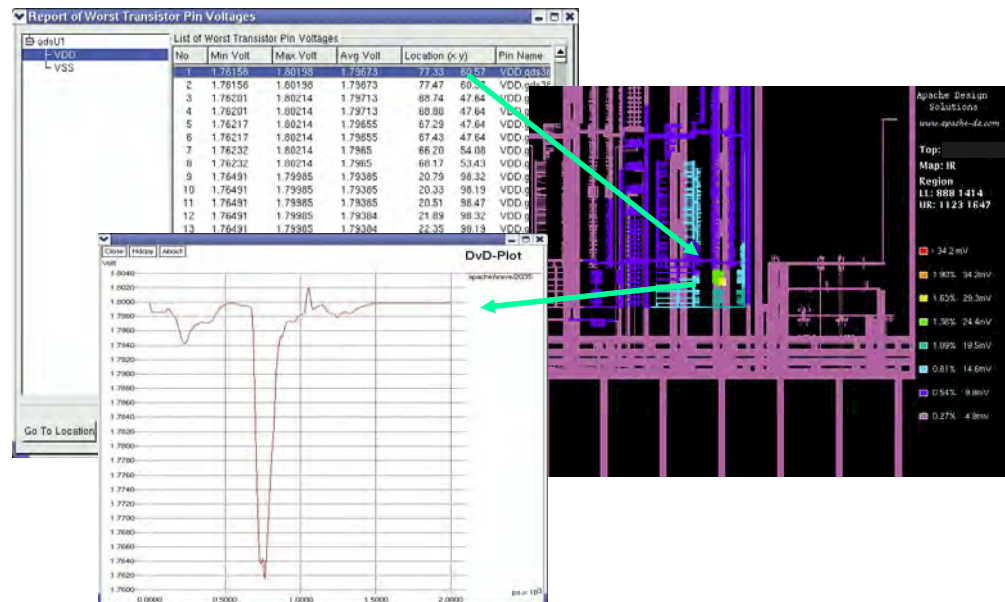 Report of Worst Transistor Pin Voltages
adsU1
VDD
VSS
List of Worst Transistor Pin Voltages
No Min Volt Max Volt Avg Volt Location (x y) Pin Name
1 1.76156 1.80198 1.79673 77.33 60.57
2 1.76156 1.80198 1.79673 77.47
3 1.76201 1.80214 1.79713 68.74 47.64
4 1.76201 1.80214 1.79713 68.88 47.64
5 1.76217 1.80214 1.79655 67.29 47.64
6 1.76217 1.80214 1.79655 67.43 47.64
7 1.76232 1.80214 1.7965 66.20 54.08
8 1.76232 1.80214 1.7965 68.17 53.43
9 1.76491 1.79985 1.79385 20.79 98.32
10 1.76491 1.79985 1.79385 20.33 98.19
11 1.76491 1.79985 1.79384 20.51 98.47
12 1.76491 1.79985 1.79384 21.89 98.32
13 1.76491 1.79985 1.79384 22.35 98.19
Go To Location
Apache Design
Solutions
www.apache-da.com
Top:
Map: IR
Region
LL: 888 1414
UR: 1123 1647
34.2 mV
1.90% 34.2mV
1.63% 29.3mV
1.36% 24.4mV
1.09% 19.5mV
0.81% 14.6mV
0.54% 9.8mV
0.27% 4.9mV
Close Hdcpy About
DvD-Plot
Volt
1.8040
1.8020
1.8000
1.7980
1.7960
1.7940
1.7920
1.7900
1.7880
1.7860
1.7840
1.7820
1.7800
1.7780
1.7760
1.7740
1.7720
1.7700
1.7680
1.7660
1.7640
1.7620
1.7600
0.0000 0.5000 1.0000 1.5000 2.0000